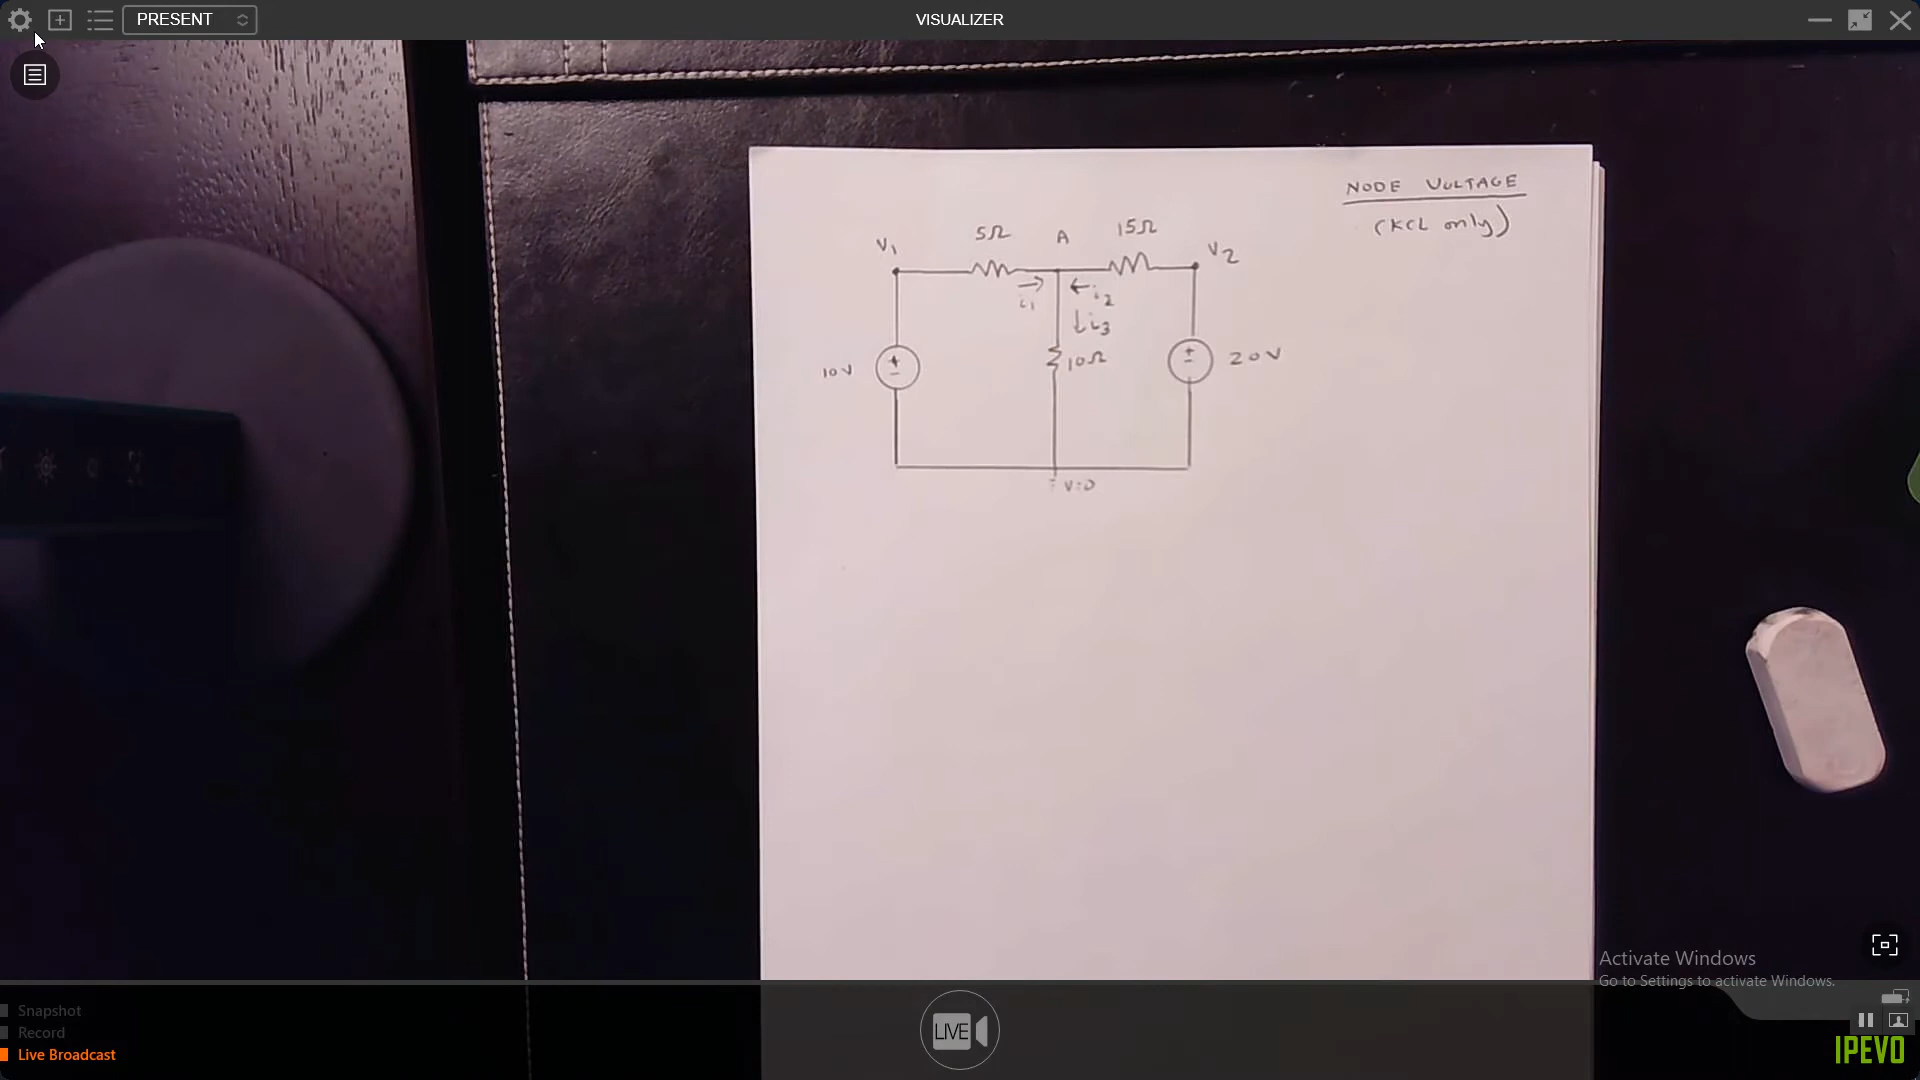 PRESENT
VISUALIZER
NODE VOLTAGE
(KCL only)
V1 5Ω A 15Ω V2
i1 i2
i3
10V 10Ω 20V
V=0
Activate Windows
Go to Settings to activate Windows.
Snapshot
Record
Live Broadcast
LIVE
IPEVO